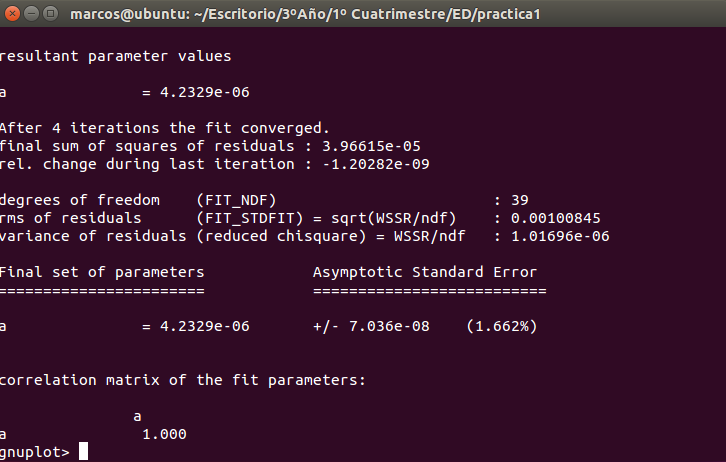 marcos@ubuntu: ~/Escritorio/3ºAño/1º Cuatrimestre/ED/practica1
resultant parameter values
a = 4.2329e-06
After 4 iterations the fit converged.
final sum of squares of residuals : 3.96615e-05
rel. change during last iteration : -1.20282e-09
degrees of freedom (FIT_NDF) : 39
rms of residuals (FIT_STDFIT) = sqrt(WSSR/ndf) : 0.00100845
variance of residuals (reduced chisquare) = WSSR/ndf : 1.01696e-06
Final set of parameters Asymptotic Standard Error
======================= ==========================
a = 4.2329e-06 +/- 7.036e-08 (1.662%)
correlation matrix of the fit parameters:
a
a 1.000
gnuplot>